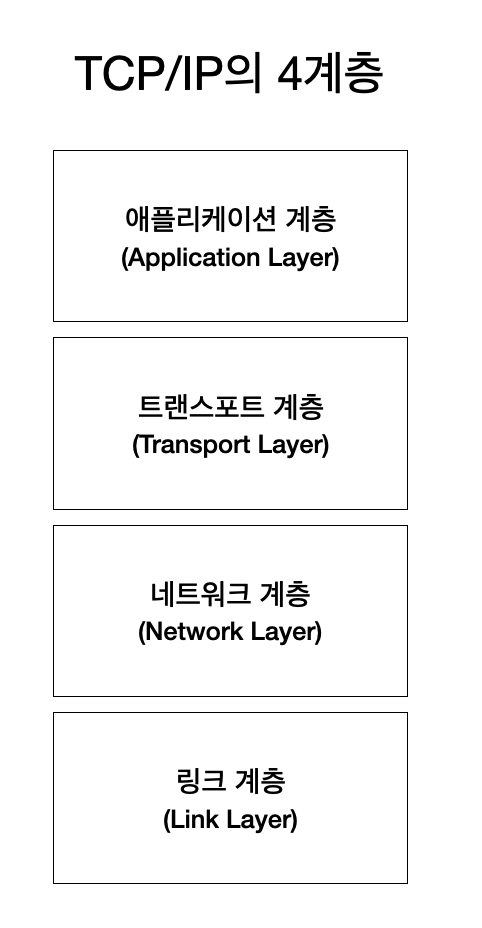 TCP/IP의 4계층
애플리케이션 계층
(Application Layer)
트랜스포트 계층
(Transport Layer)
네트워크 계층
(Network Layer)
링크 계층
(Link Layer)